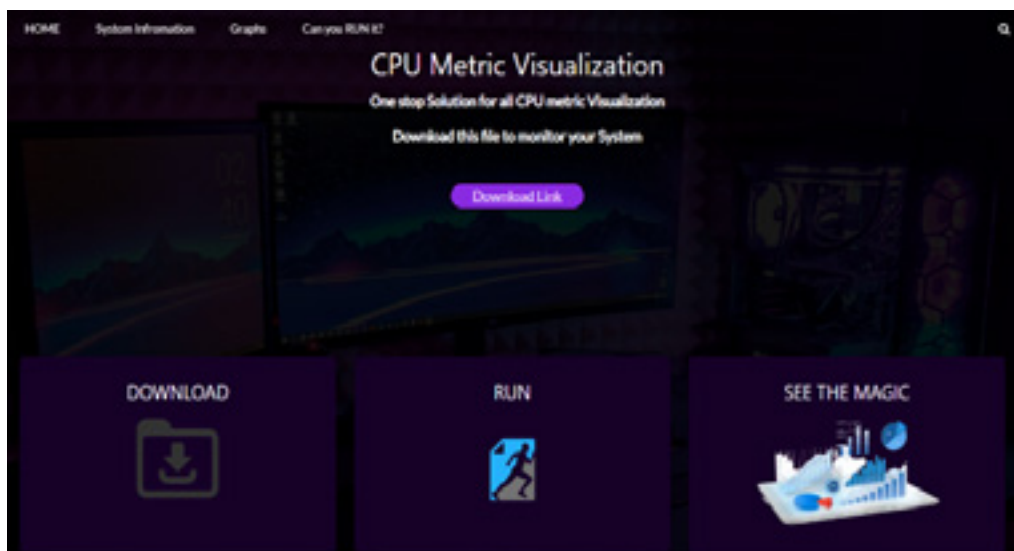 HOME System Infromation Graphs Can you RUN it?
CPU Metric Visualization
One stop Solution for all CPU metric Visualization
Download this file to monitor your System
Download Link
DOWNLOAD RUN SEE THE MAGIC